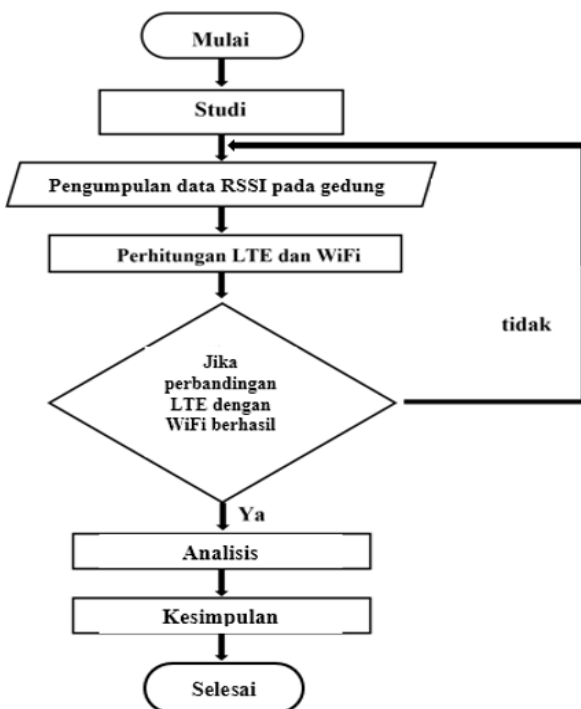 Mulai
Studi
Pengumpulan data RSSI pada gedung
Perhitungan LTE dan WiFi
tidak
Jika
perbandingan
LTE dengan
WiFi berhasil
Ya
Analisis
Kesimpulan
Selesai